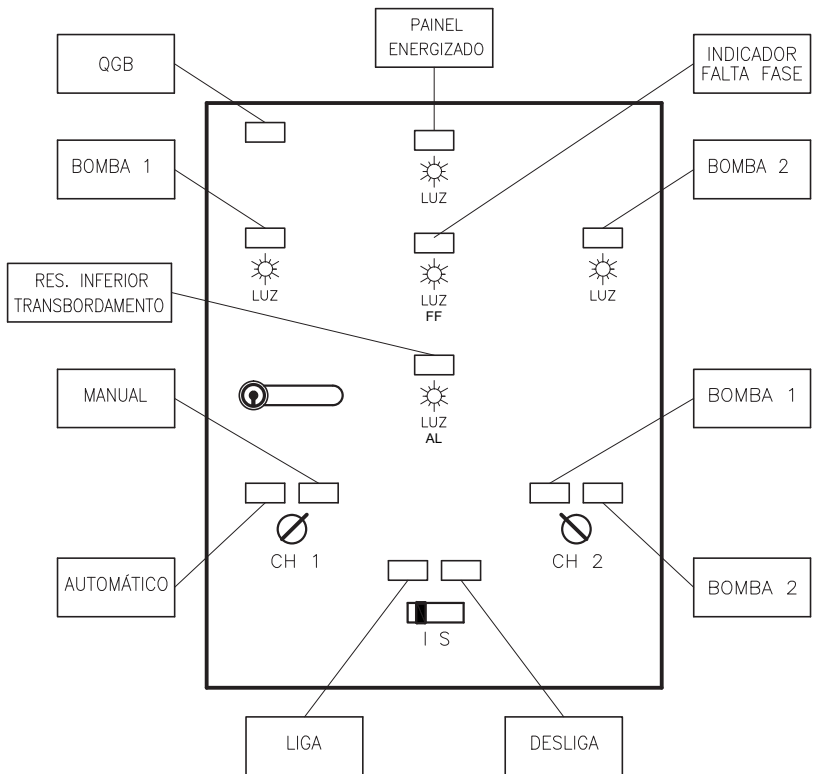 PAINEL
ENERGIZADO
QGB
INDICADOR
FALTA FASE
LUZ
BOMBA 1
BOMBA 2
LUZ
LUZ
FF
LUZ
RES. INFERIOR
TRANSBORDAMENTO
MANUAL
LUZ
AL
BOMBA 1
CH 1
CH 2
AUTOMÁTICO
BOMBA 2
I S
LIGA
DESLIGA